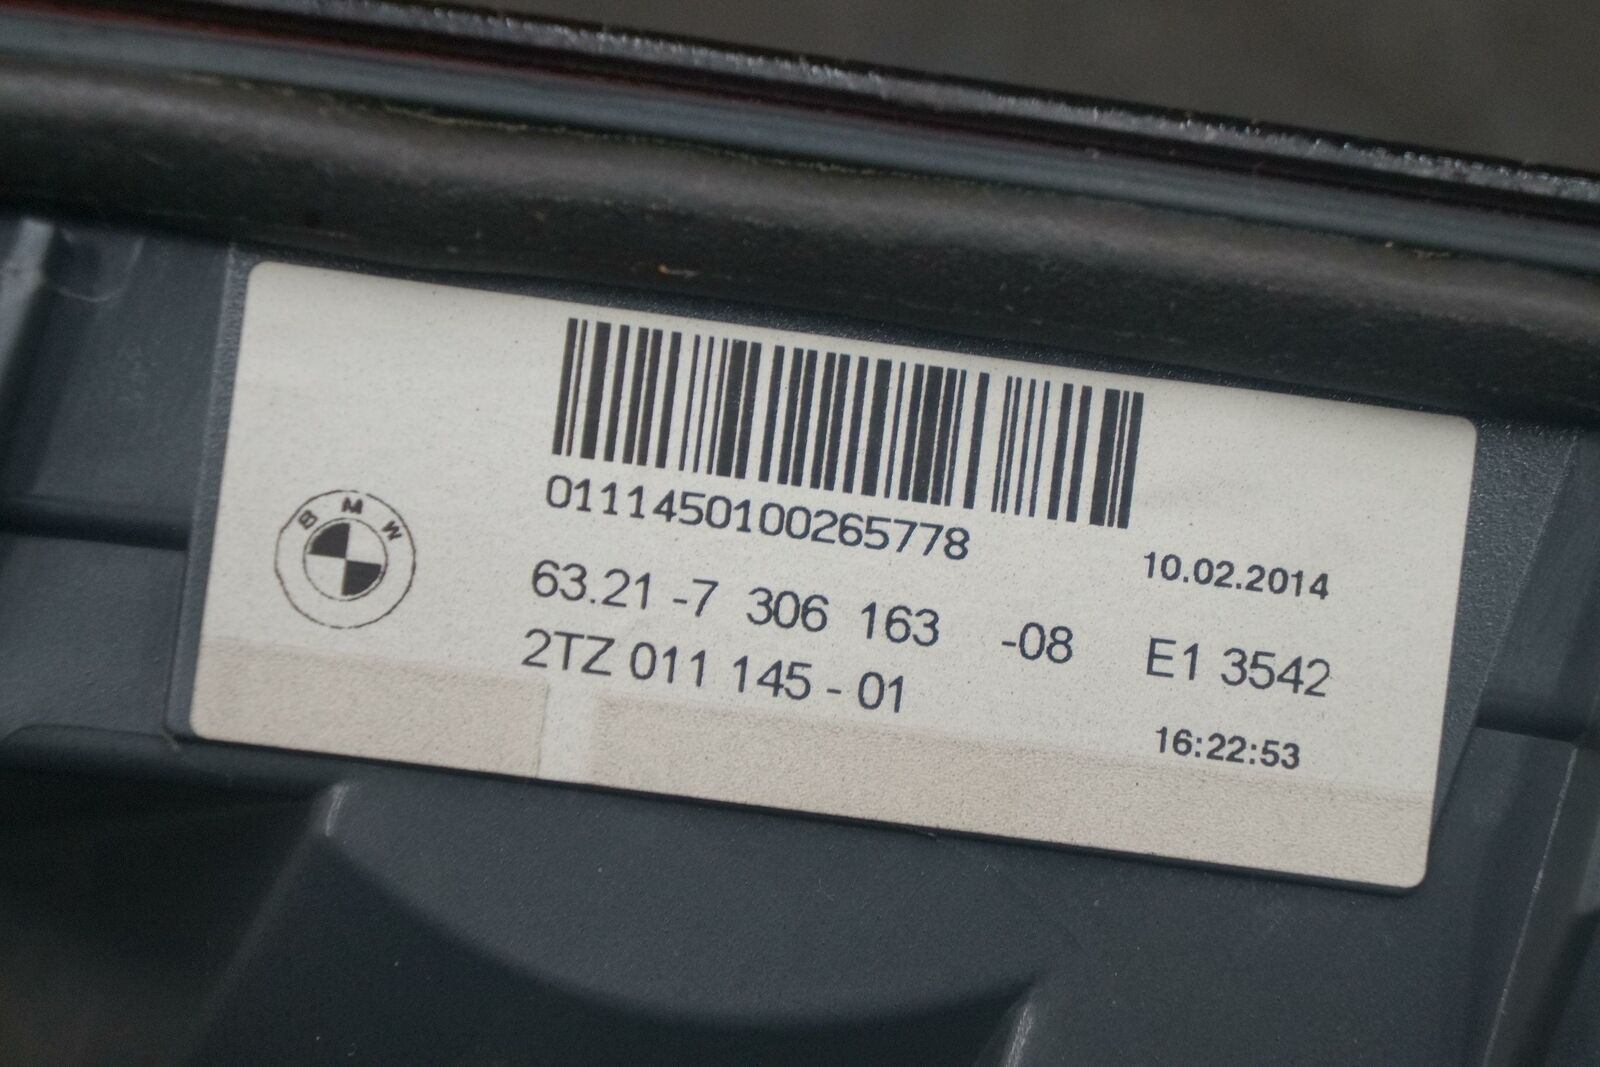 0111450100265778
10.02.2014
BMW
63.21 -7 306 163 -08 E1 3542
2TZ 011 145 - 01
16:22:53